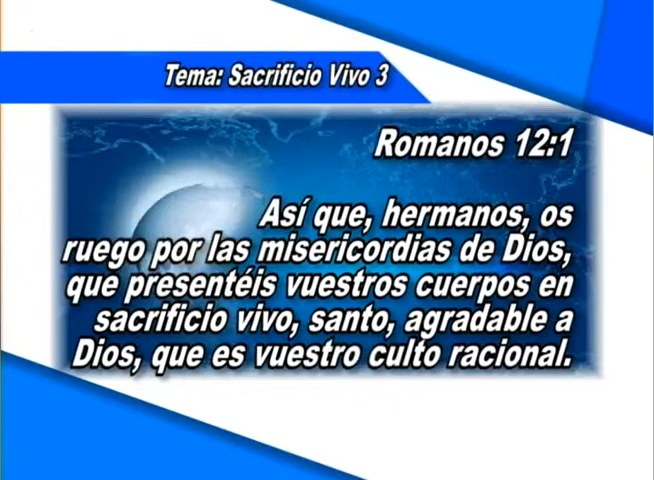 Tema: Sacrificio Vivo 3
Romanos 12:1
Así que, hermanos, os
ruego por las misericordias de Dios,
que presentéis vuestros cuerpos en
sacrificio vivo, santo, agradable a
Dios, que es vuestro culto racional.